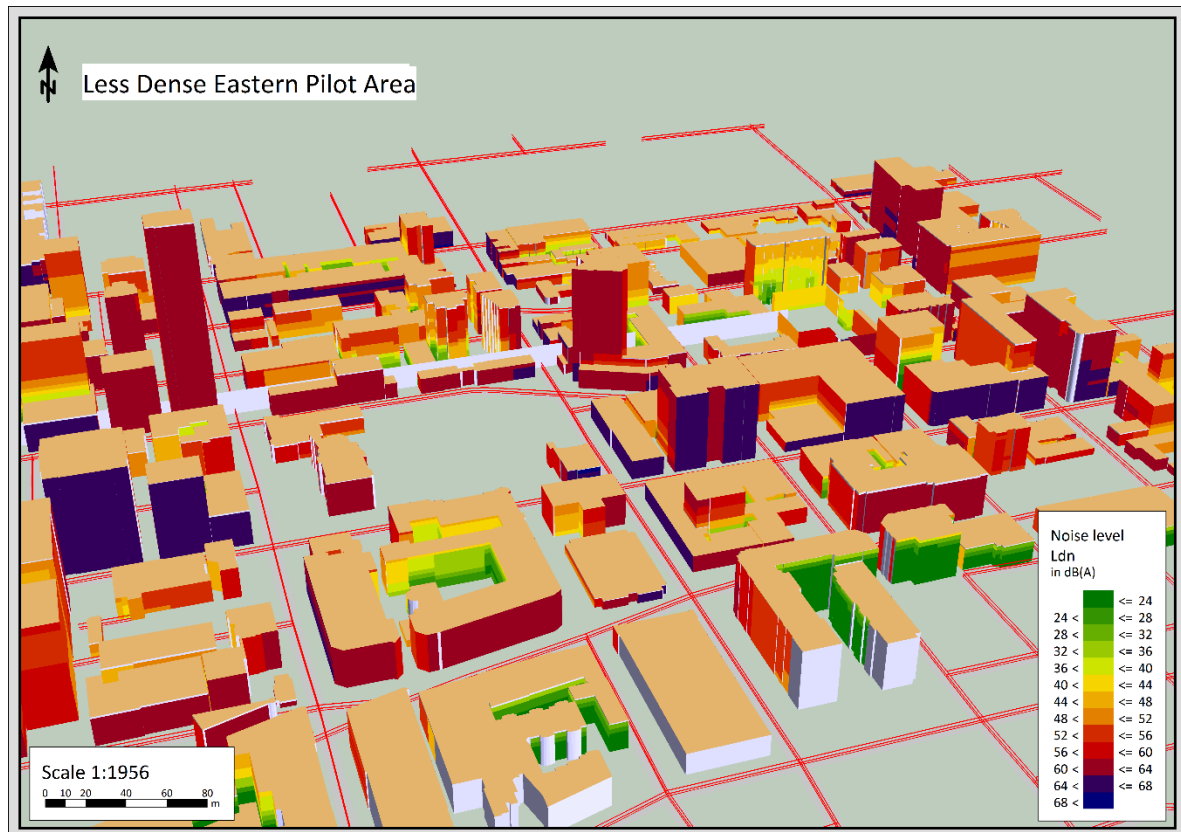 N
Less Dense Eastern Pilot Area
Noise level
Ldn
in dB(A)
<= 24
24 < <= 28
28 < <= 32
32 < <= 36
36 < <= 40
40 < <= 44
44 < <= 48
48 < <= 52
52 < <= 56
56 < <= 60
60 < <= 64
64 < <= 68
68 <
Scale 1:1956
0 10 20 40 60 80
m